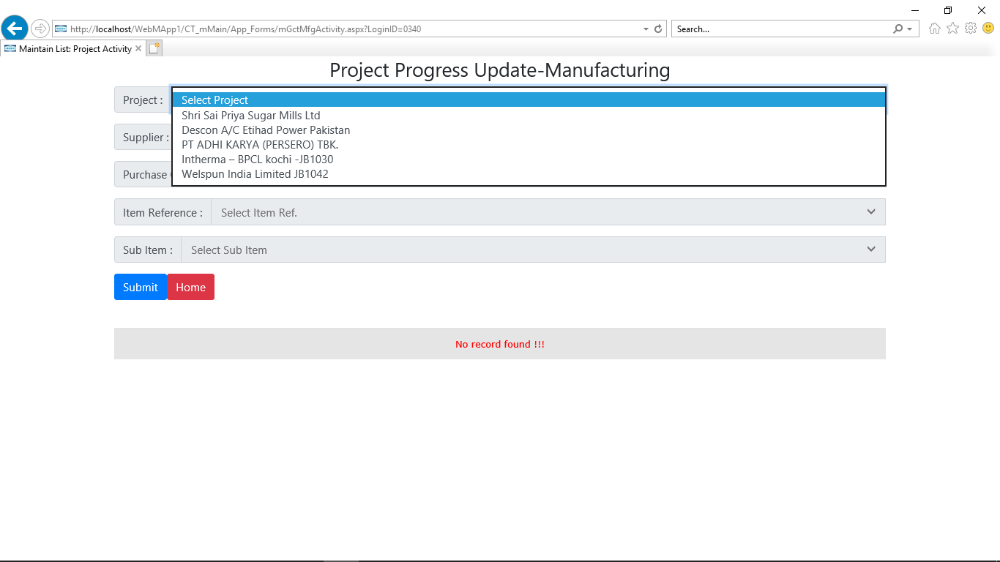 http://localhost/WebMApp1/CT_mMain/App_Forms/mGctMfgActivity.aspx?LoginID=0340
Search...
Maintain List: Project Activity
Project Progress Update-Manufacturing
Project :
Select Project
Shri Sai Priya Sugar Mills Ltd
Descon A/C Etihad Power Pakistan
PT ADHI KARYA (PERSERO) TBK.
Intherma – BPCL kochi -JB1030
Welspun India Limited JB1042
Supplier :
Purchase
Item Reference :
Select Item Ref.
Sub Item :
Select Sub Item
Submit
Home
No record found !!!